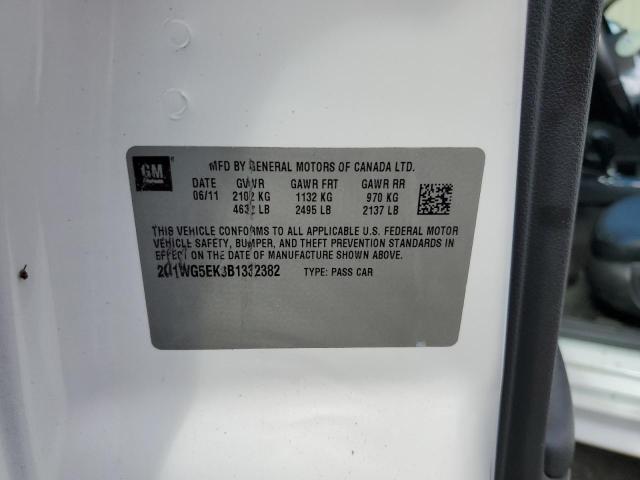 GM
MFD BY GENERAL MOTORS OF CANADA LTD.
DATE GVWR GAWR FRT GAWR RR
06/11 2102 KG 1132 KG 970 KG
LB 2495 LB 2137 LB
THIS VEHICLE CONFORMS TO ALL APPLICABLE U.S. FEDERAL MOTOR
VEHICLE SAFETY, BUMPER, AND THEFT PREVENTION STANDARDS IN
EFFECT ON THE DATE OF MANUFACTURE SHOWN ABOVE.
TYPE: PASS CAR